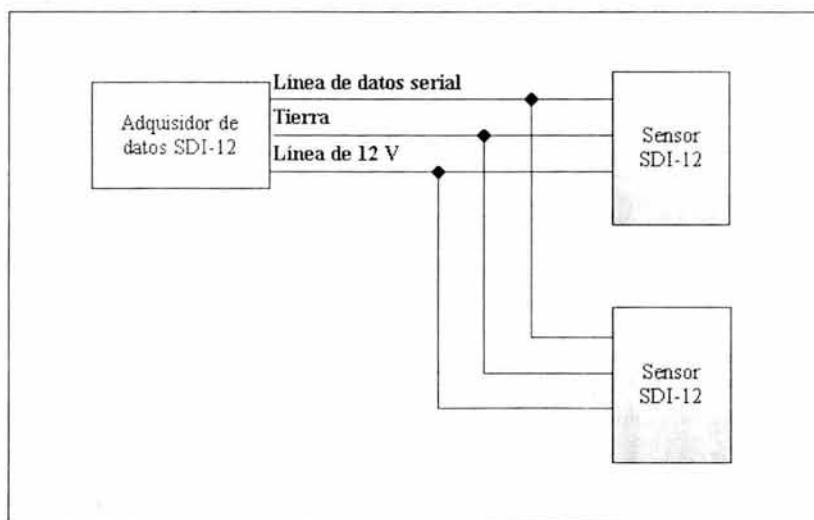 Línea de datos serial
Tierra
Línea de 12 V
Adquisidor de
datos SDI-12
Sensor
SDI-12
Sensor
SDI-12